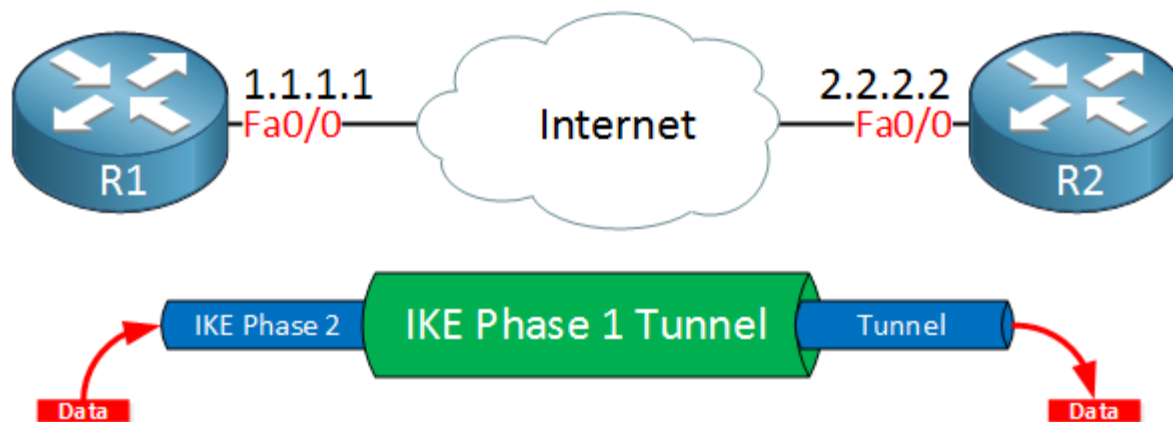 1.1.1.1
2.2.2.2
Fa0/0
Internet
Fa0/0
R1
R2
IKE Phase 2
IKE Phase 1 Tunnel
Tunnel
Data
Data